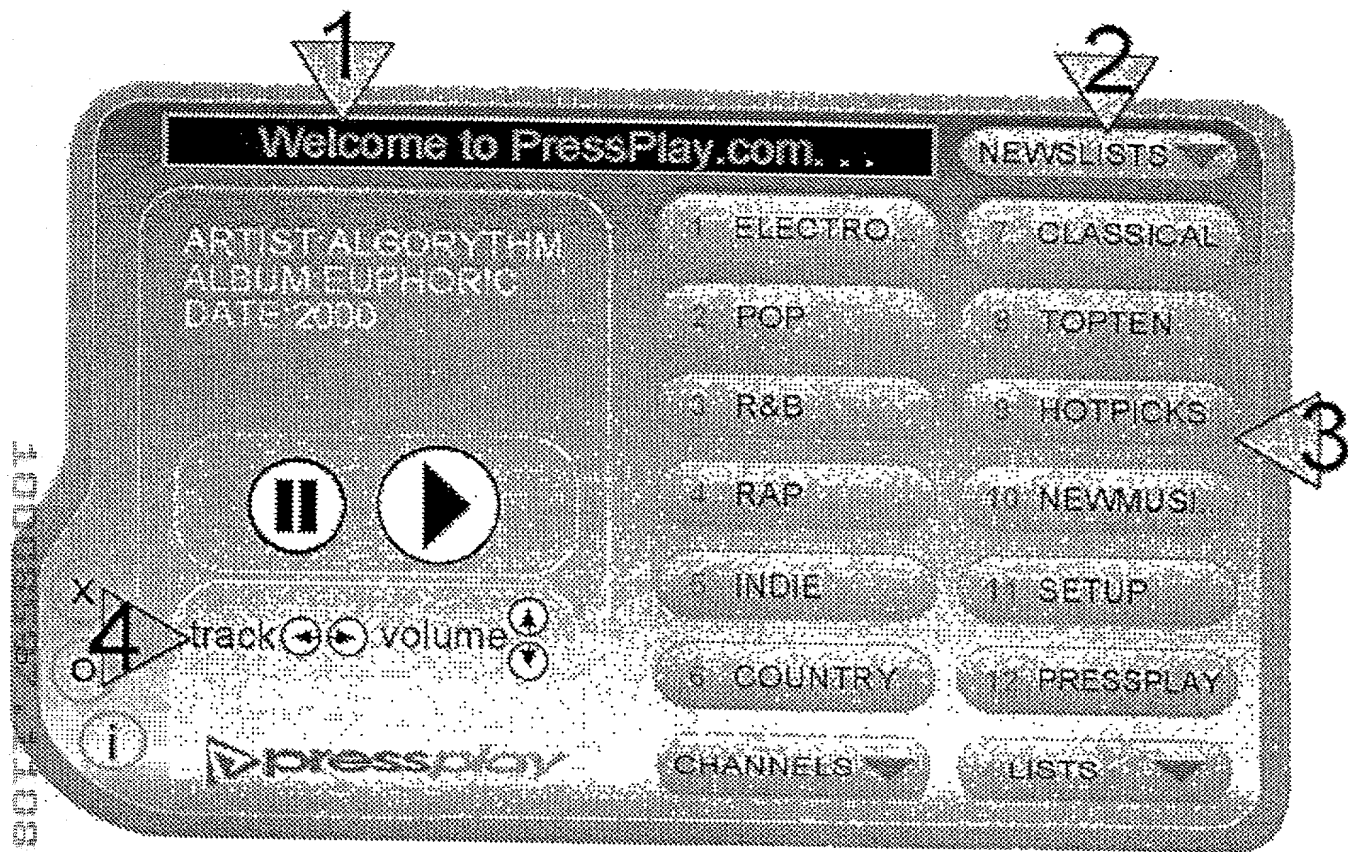 1
2
Welcome to PressPlay.com. . .
NEWSLISTS
ARTIST ALGORYTHM
ALBUM:EUPHORIC
DATE:2000
1 ELECTRO...
2 POP
3 R&B
4 RAP
5 INDIE
6 COUNTRY
7 CLASSICAL
8 TOPTEN
9 HOTPICKS
10 NEWMUSI...
11 SETUP
12 PRESSPLAY
3
X
4
O
track volume
i
pressplay
CHANNELS
LISTS